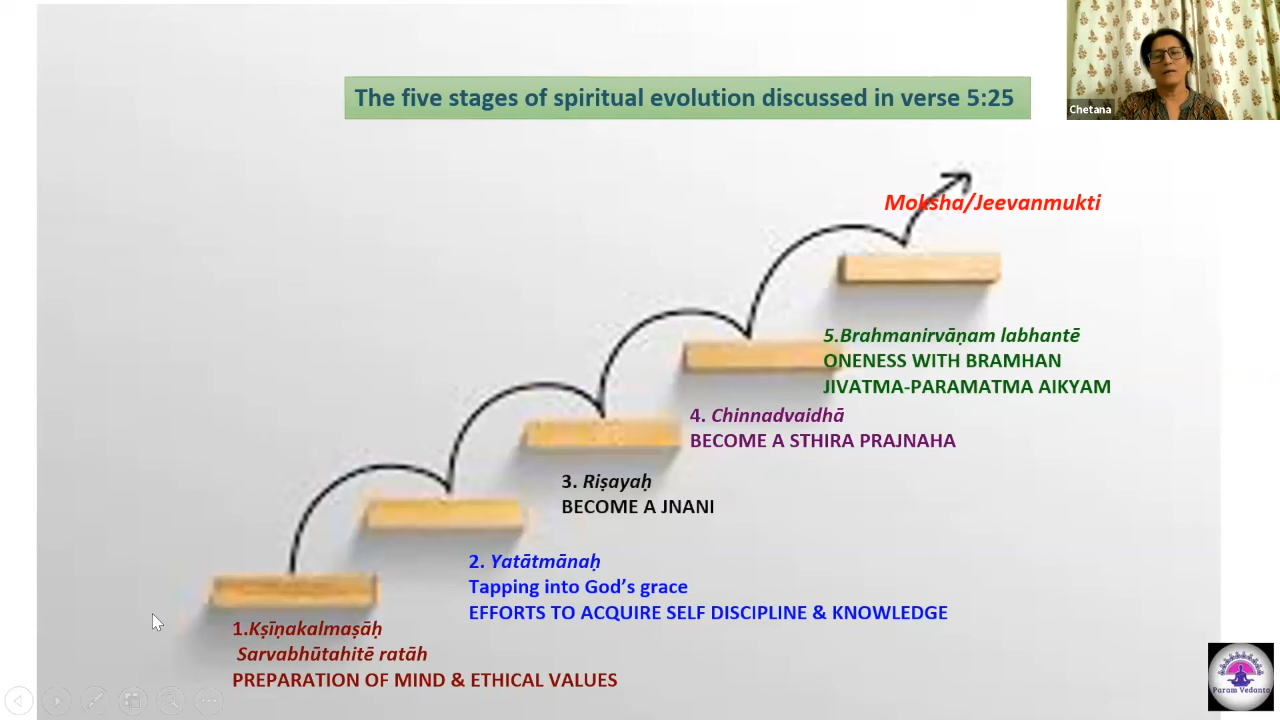 The five stages of spiritual evolution discussed in verse 5:25
Chetana
Moksha/Jeevanmukti
5.Brahmanirvāṇam labhantē
ONENESS WITH BRAMHAN
JIVATMA-PARAMATMA AIKYAM
4. Chinnadvaidhā
BECOME A STHIRA PRAJNAHA
3. Riṣayaḥ
BECOME A JNANI
2. Yatātmānaḥ
Tapping into God’s grace
EFFORTS TO ACQUIRE SELF DISCIPLINE & KNOWLEDGE
1.Kṣīṇakalmaṣāḥ
Sarvabhūtahitē ratāh
PREPARATION OF MIND & ETHICAL VALUES
Param Vedanta